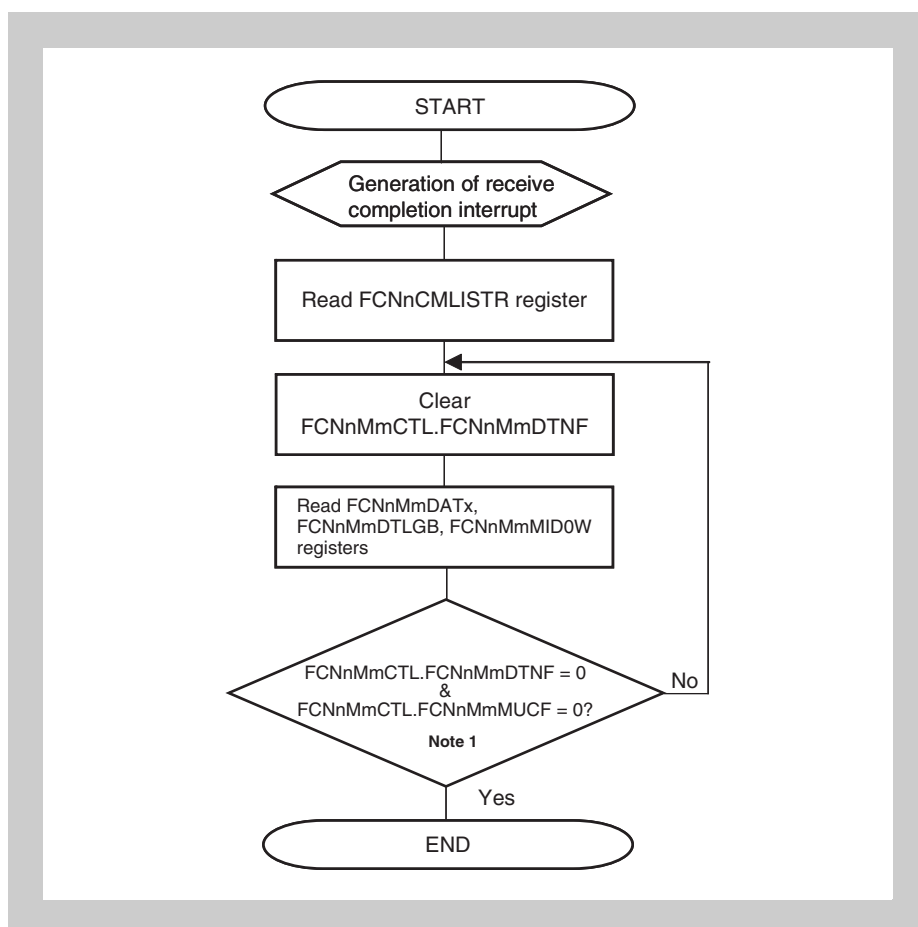 START
Generation of receive
completion interrupt
Read FCNnCMLISTR register
Clear
FCNnMmCTL.FCNnMmDTNF
Read FCNnMmDATx,
FCNnMmDTLGB, FCNnMmMID0W
registers
FCNnMmCTL.FCNnMmDTNF = 0
&
FCNnMmCTL.FCNnMmMUCF = 0?
Note 1
No
Yes
END